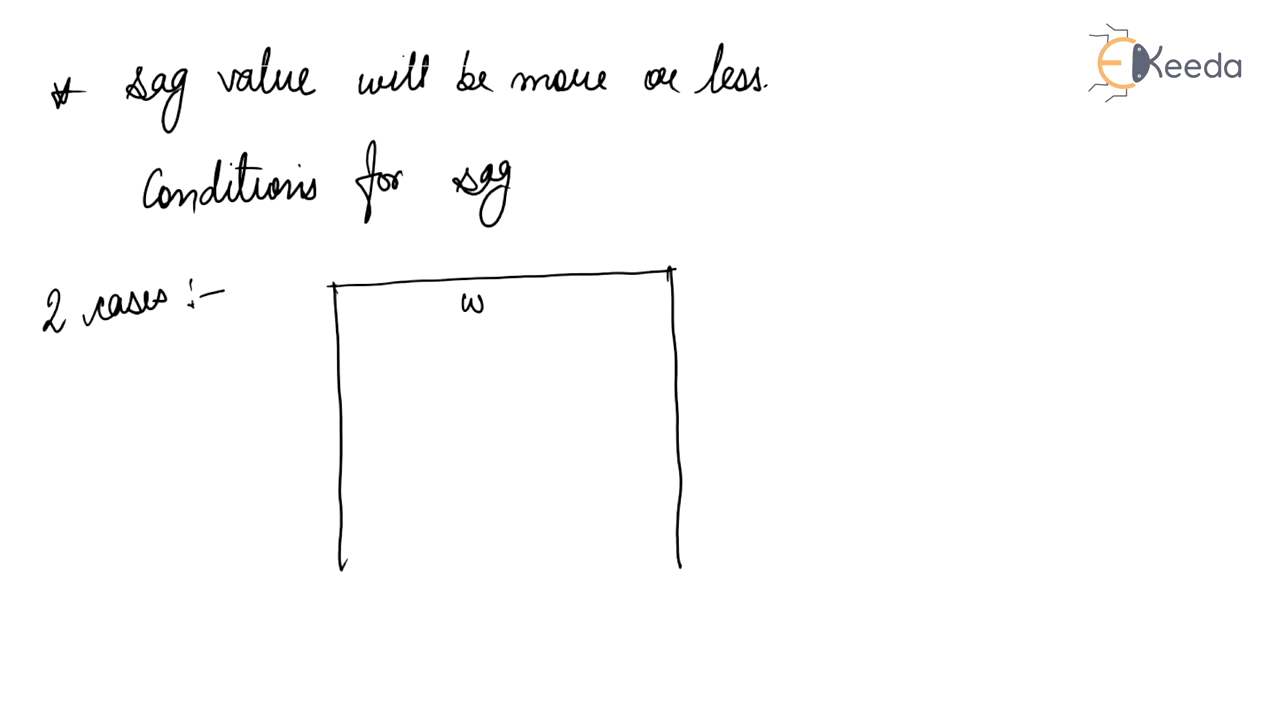 * sag value will be more or less.
Conditions for sag
2 cases :-
w
EKeeda